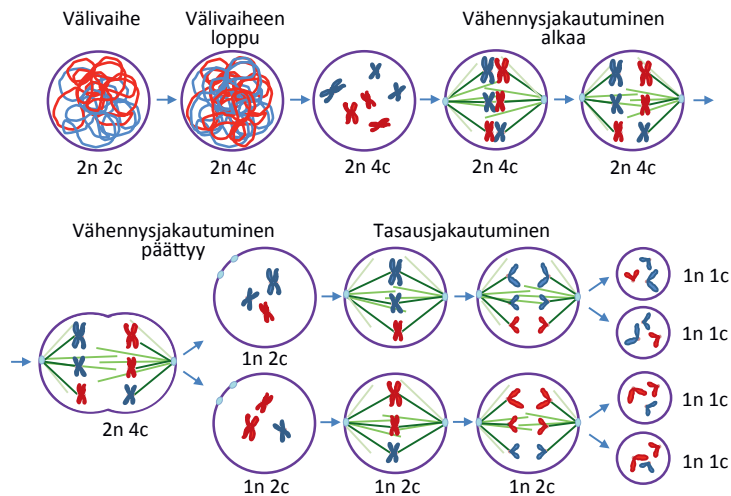 Välivaihe
Välivaiheen
loppu
Vähennysjakautuminen
alkaa
2n 2c
2n 4c
2n 4c
2n 4c
2n 4c
Vähennysjakautuminen
päättyy
Tasausjakautuminen
1n 1c
1n 1c
1n 2c
1n 1c
2n 4c
1n 1c
1n 2c
1n 2c
1n 2c